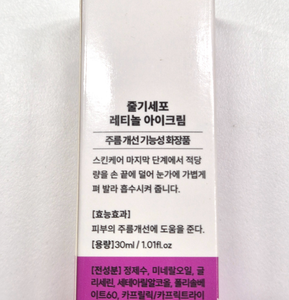 줄기세포
레티놀 아이크림
주름 개선 기능성 화장품
스킨케어 마지막 단계에서 적당
량을 손 끝에 덜어 눈가에 가볍게
펴 발라 흡수시켜 줍니다.
[효능효과]
피부의 주름개선에 도움을 준다.
[용량]30ml / 1.01fl.oz
[전성분] 정제수, 미네랄오일, 글
리세린, 세테아릴알코올, 폴리솔베
이트60, 카프릴릭/카프릭트라이